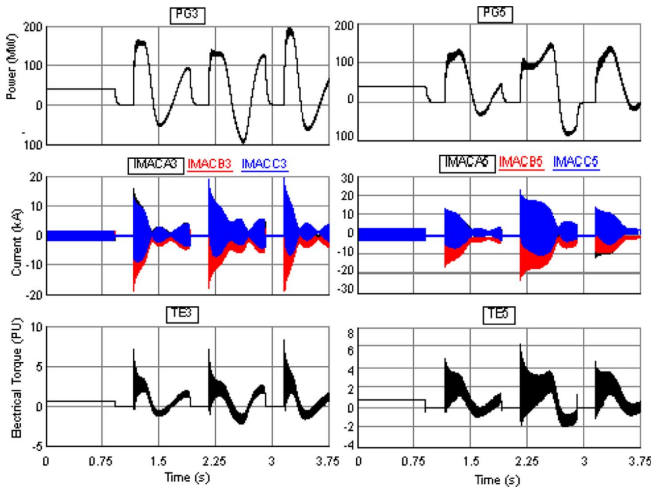 PG3
PG5
Power (MW)
200
100
0
100
200
100
0
100
IMACA3 IMACB3 IMACC3
IMACA5 IMACB5 IMACC5
Current (kA)
20
10
0
-10
-20
30
20
10
0
-10
-20
-30
TE3
TE5
Electrical Torque (PU)
10
5
0
-5
8
6
4
2
0
-2
-4
0 0.75 1.5 2.25 3 3.75
0 0.75 1.5 2.25 3 3.75
Time (s)
Time (s)